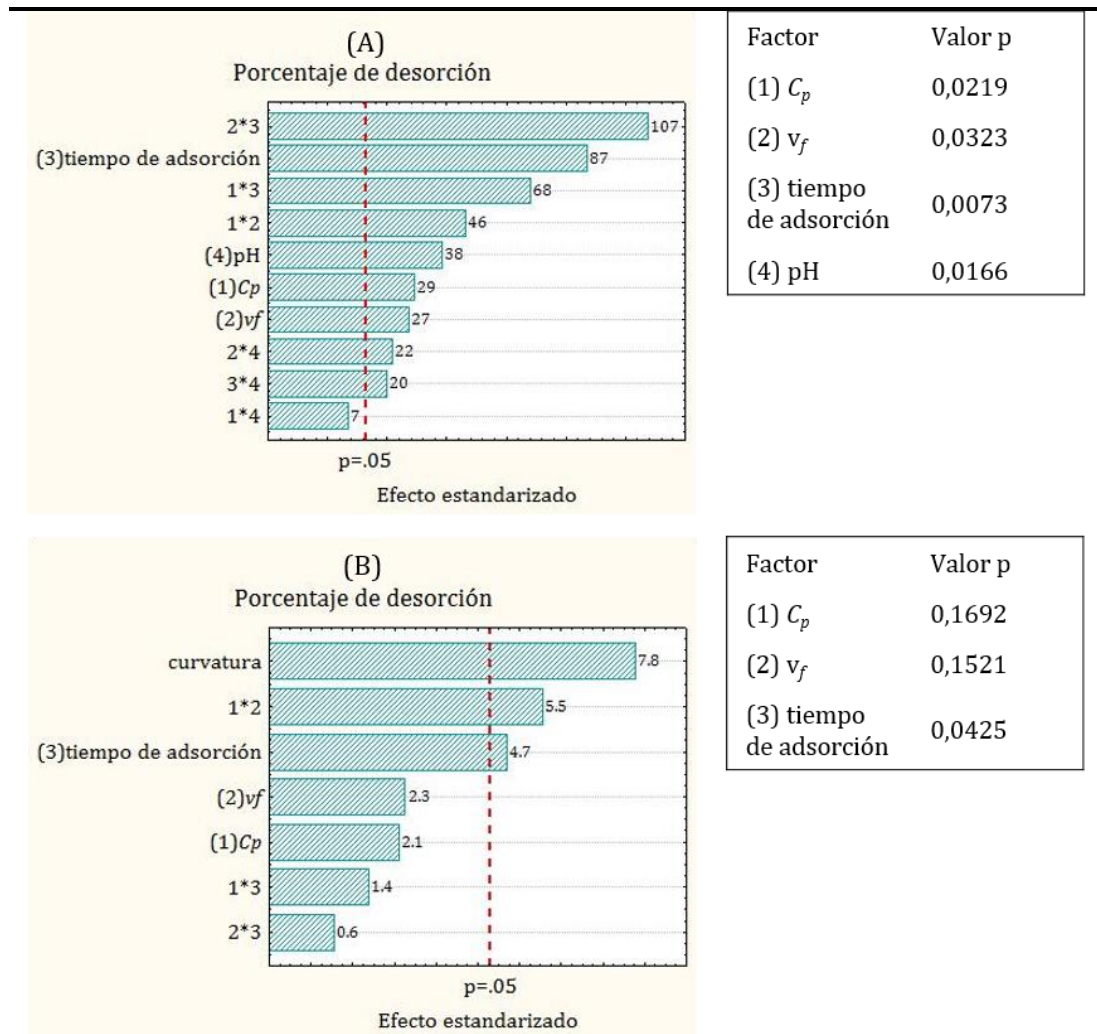 (A)
Porcentaje de desorción
2*3
107
(3)tiempo de adsorción
87
1*3
68
1*2
46
(4)pH
38
(1)Cp
29
(2)vf
27
2*4
22
3*4
20
1*4
7
p=.05
Efecto estandarizado
Factor Valor p
(1) Cp 0,0219
(2) vf 0,0323
(3) tiempo
de adsorción 0,0073
(4) pH 0,0166
(B)
Porcentaje de desorción
curvatura
7.8
1*2
5.5
(3)tiempo de adsorción
4.7
(2)vf
2.3
(1)Cp
2.1
1*3
1.4
2*3
0.6
p=.05
Efecto estandarizado
Factor Valor p
(1) Cp 0,1692
(2) vf 0,1521
(3) tiempo
de adsorción 0,0425